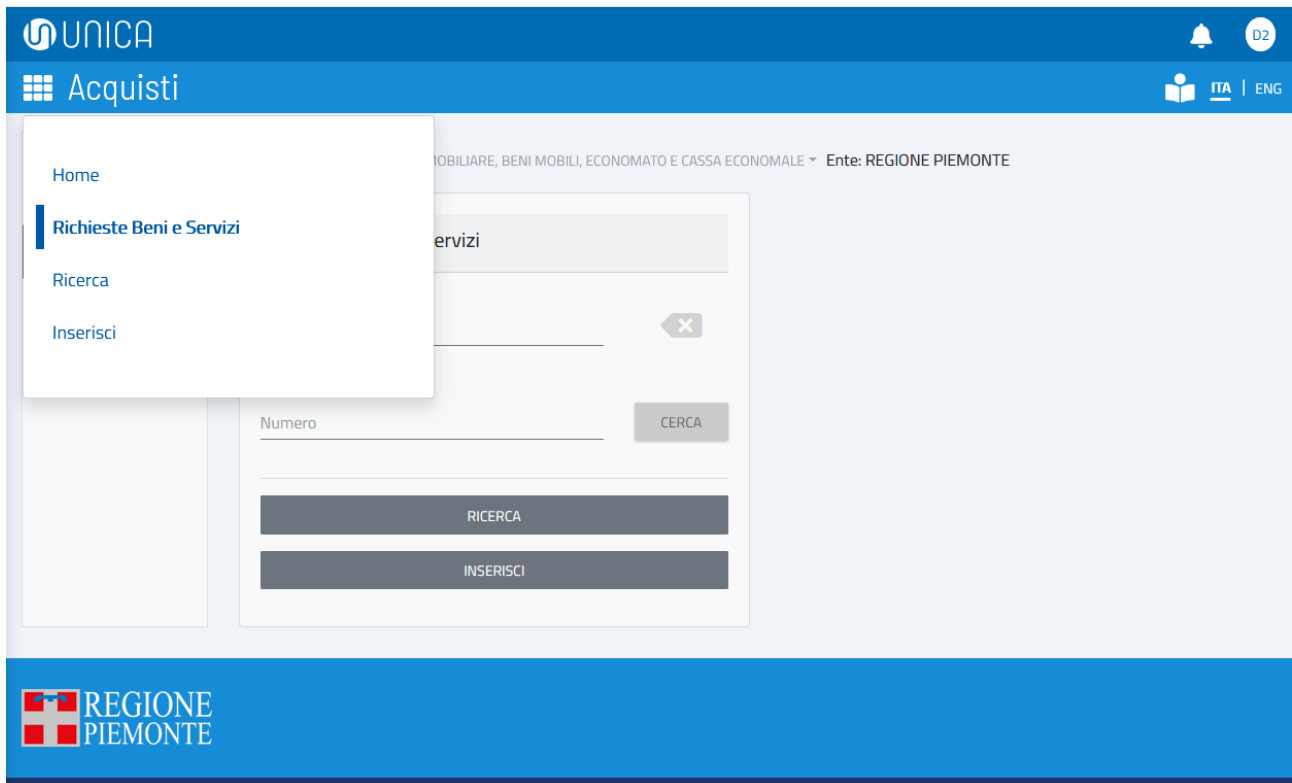 UNICA
D2
Acquisti
ITA | ENG
Home
Richieste Beni e Servizi
Ricerca
Inserisci
MOBILIARE, BENI MOBILI, ECONOMATO E CASSA ECONOMALE Ente: REGIONE PIEMONTE
ervizi
Numero
CERCA
RICERCA
INSERISCI
REGIONE
PIEMONTE